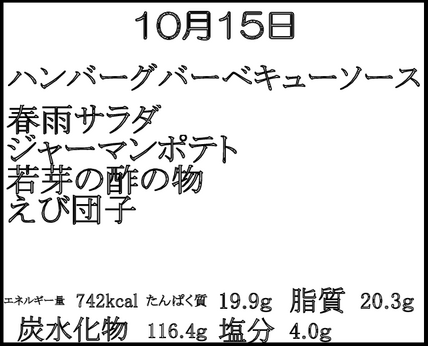 10月15日
ハンバーグバーベキューソース
春雨サラダ
ジャーマンポテト
若芽の酢の物
えび団子
エネルギー量 742kcal たんぱく質 19.9g 脂質 20.3g
炭水化物 116.4g 塩分 4.0g